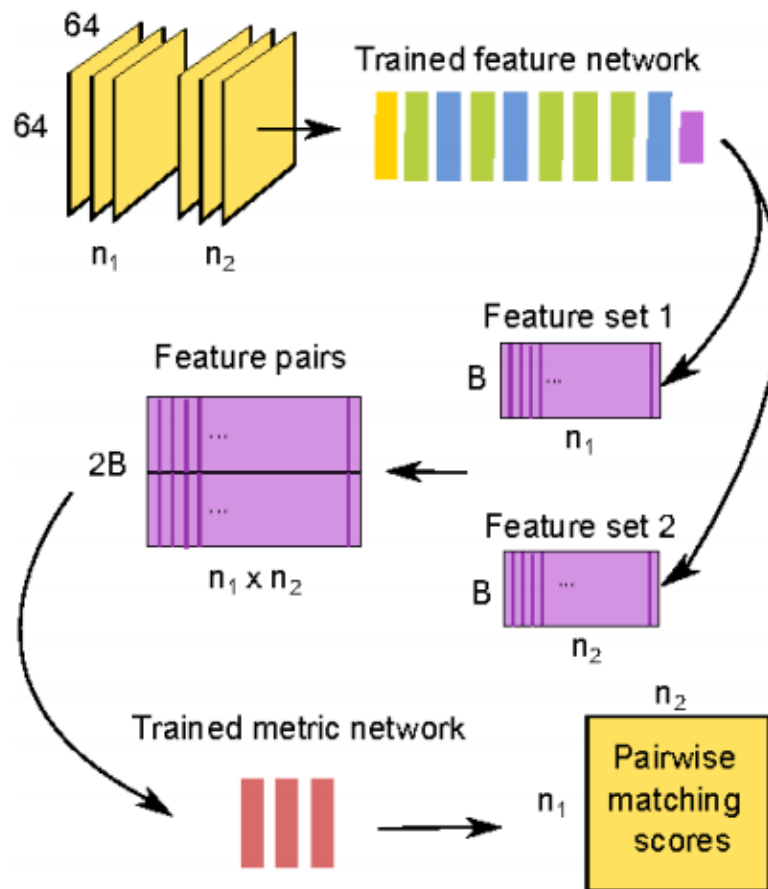 64
64
n₁
n₂
Trained feature network
Feature set 1
B
...
n₁
Feature pairs
2B
...
...
n₁ x n₂
Feature set 2
B
...
n₂
Trained metric network
n₂
n₁
Pairwise
matching
scores